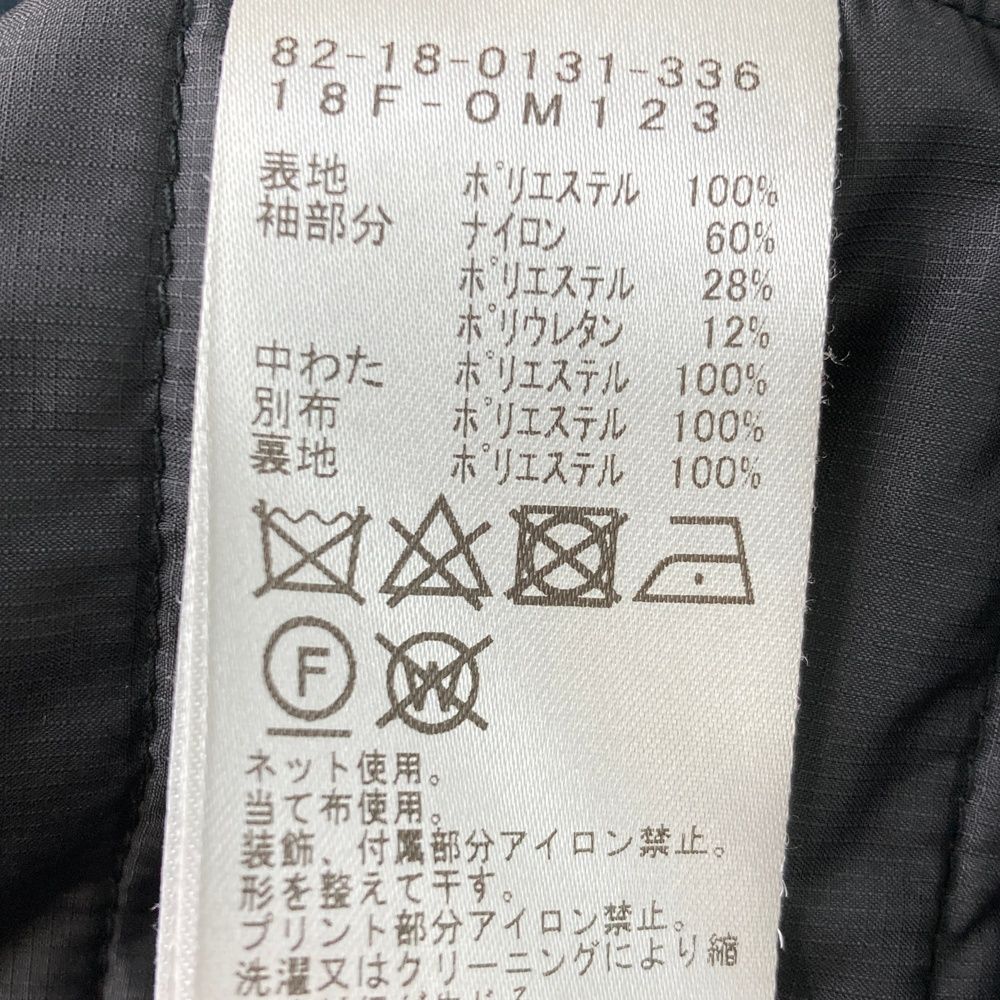 82-18-0131-336
18F-OM123
表地 ポリエステル 100%
袖部分 ナイロン 60%
ポリエステル 28%
ポリウレタン 12%
中わた ポリエステル 100%
別布 ポリエステル 100%
裏地 ポリエステル 100%
F W
ネット使用。
当て布使用。
装飾、付属部分アイロン禁止。
形を整えて干す。
プリント部分アイロン禁止。
洗濯又はクリーニングにより縮